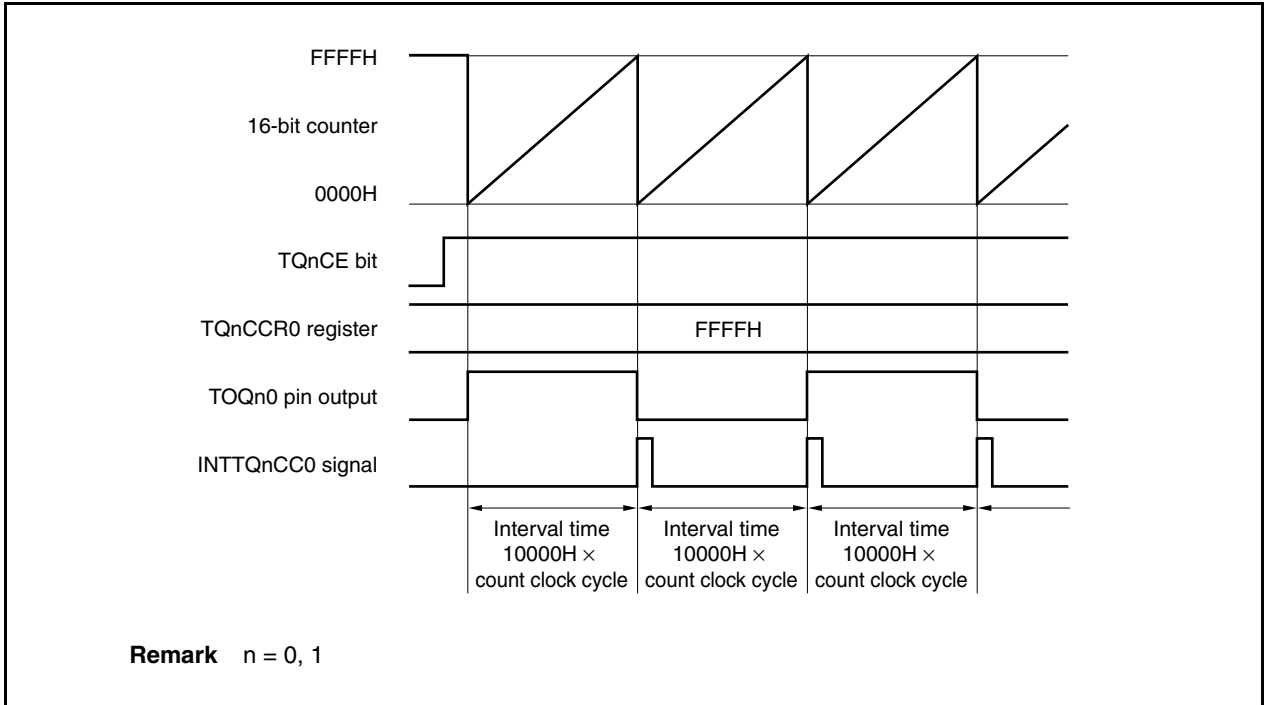 FFFFH
16-bit counter
0000H
TQnCE bit
TQnCCR0 register
FFFFH
TOQn0 pin output
INTTQnCC0 signal
Interval time
10000H ×
count clock cycle
Interval time
10000H ×
count clock cycle
Interval time
10000H ×
count clock cycle
Remark n = 0, 1